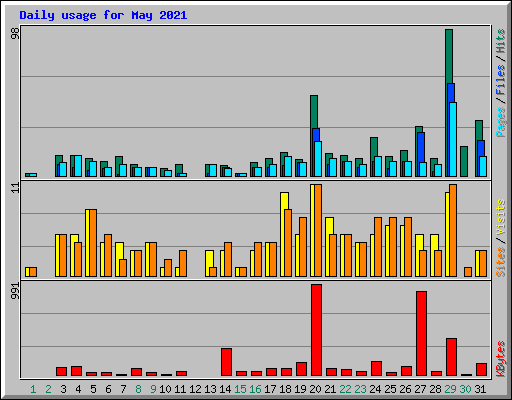 Daily usage for May 2021
98
Pages / Files / Hits
11
Sites / Visits
991
KBytes
1 2 3 4 5 6 7 8 9 10 11 12 13 14 15 16 17 18 19 20 21 22 23 24 25 26 27 28 29 30 31